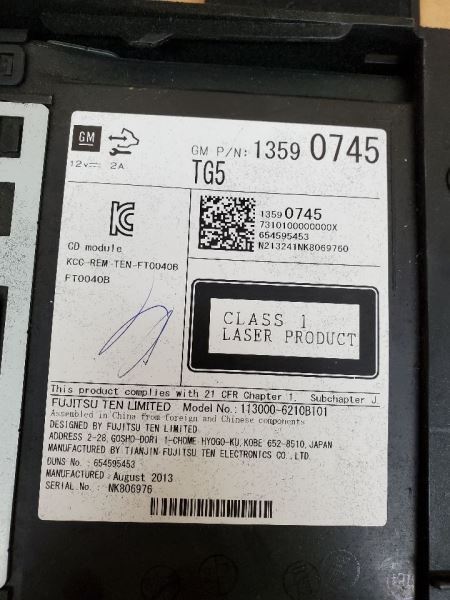 GM
GM P/N: 1359 0745
12V 2A
TG5
1359 0745
7310100000000X
654595453
N213241NK8069760
CD module
KCC-REM-TEN-FT0040B
FT0040B
CLASS 1
LASER PRODUCT
This product complies with 21 CFR Chapter 1. Subchapter J.
FUJITSU TEN LIMITED Model No.: 113000-6210BI01
Assembled in China from foreign and Chinese components
DESIGNED BY FUJITSU TEN LIMITED
ADDRESS 2-28, GOSHO-DORI 1-CHOME HYOGO-KU, KOBE 652-8510, JAPAN
MANUFACTURED BY TIANJIN FUJITSU TEN ELECTRONICS CO., LTD.
DUNS No.: 654595453
MANUFACTURED: August 2013
SERIAL No.: NK806976